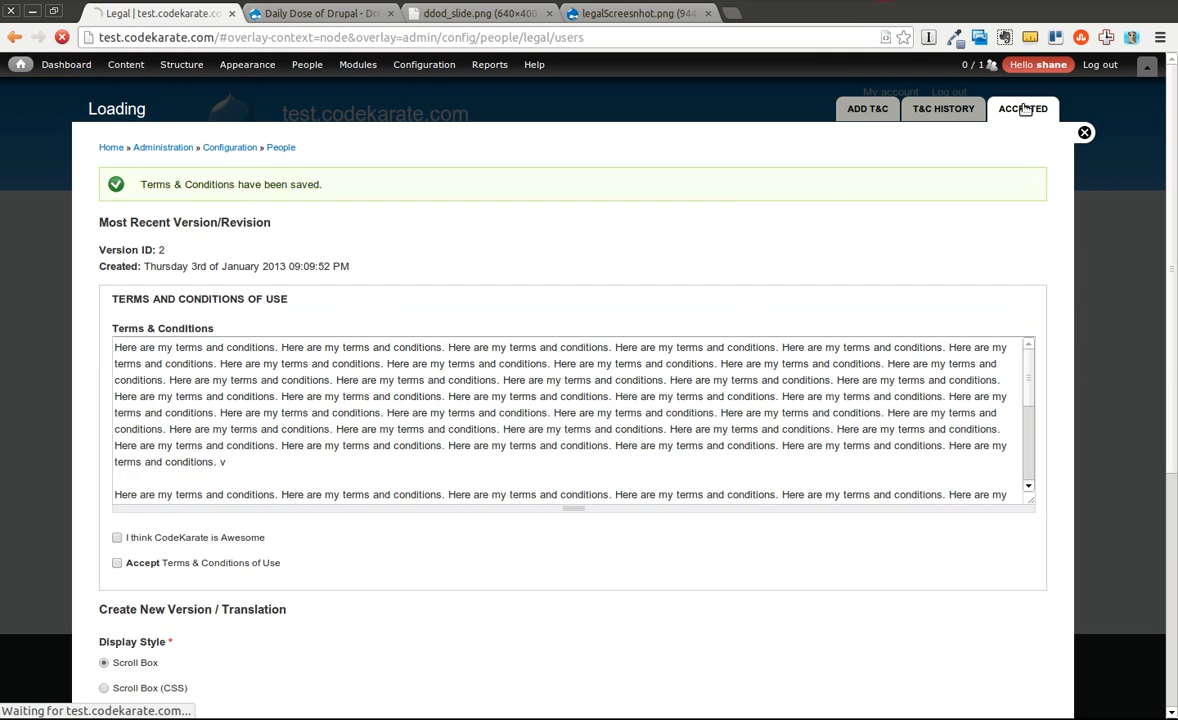 Legal | test.codekarate.com
Daily Dose of Drupal - Dr
ddod_slide.png (640×400
legalScreesnhot.png (944
test.codekarate.com/#overlay-context=node&overlay=admin/config/people/legal/users
Dashboard Content Structure Appearance People Modules Configuration Reports Help 0 / 1 Hello shane Log out
My account Log out
Loading test.codekarate.com ADD T&C T&C HISTORY ACCEPTED
Home » Administration » Configuration » People
Terms & Conditions have been saved.
Most Recent Version/Revision
Version ID: 2
Created: Thursday 3rd of January 2013 09:09:52 PM
TERMS AND CONDITIONS OF USE
Terms & Conditions
Here are my terms and conditions. Here are my terms and conditions. Here are my terms and conditions. Here are my terms and conditions. Here are my terms and conditions. Here are my
terms and conditions. Here are my terms and conditions. Here are my terms and conditions. Here are my terms and conditions. Here are my terms and conditions. Here are my terms and
conditions. Here are my terms and conditions. Here are my terms and conditions. Here are my terms and conditions. Here are my terms and conditions. Here are my terms and conditions.
Here are my terms and conditions. Here are my terms and conditions. Here are my terms and conditions. Here are my terms and conditions. Here are my terms and conditions. Here are my
terms and conditions. Here are my terms and conditions. Here are my terms and conditions. Here are my terms and conditions. Here are my terms and conditions. Here are my terms and
conditions. Here are my terms and conditions. Here are my terms and conditions. Here are my terms and conditions. Here are my terms and conditions. Here are my terms and conditions.
Here are my terms and conditions. Here are my terms and conditions. Here are my terms and conditions. Here are my terms and conditions. Here are my terms and conditions. Here are my
terms and conditions. v
Here are my terms and conditions. Here are my terms and conditions. Here are my terms and conditions. Here are my terms and conditions. Here are my terms and conditions. Here are my
I think CodeKarate is Awesome
Accept Terms & Conditions of Use
Create New Version / Translation
Display Style *
Scroll Box
Scroll Box (CSS)
Waiting for test.codekarate.com...